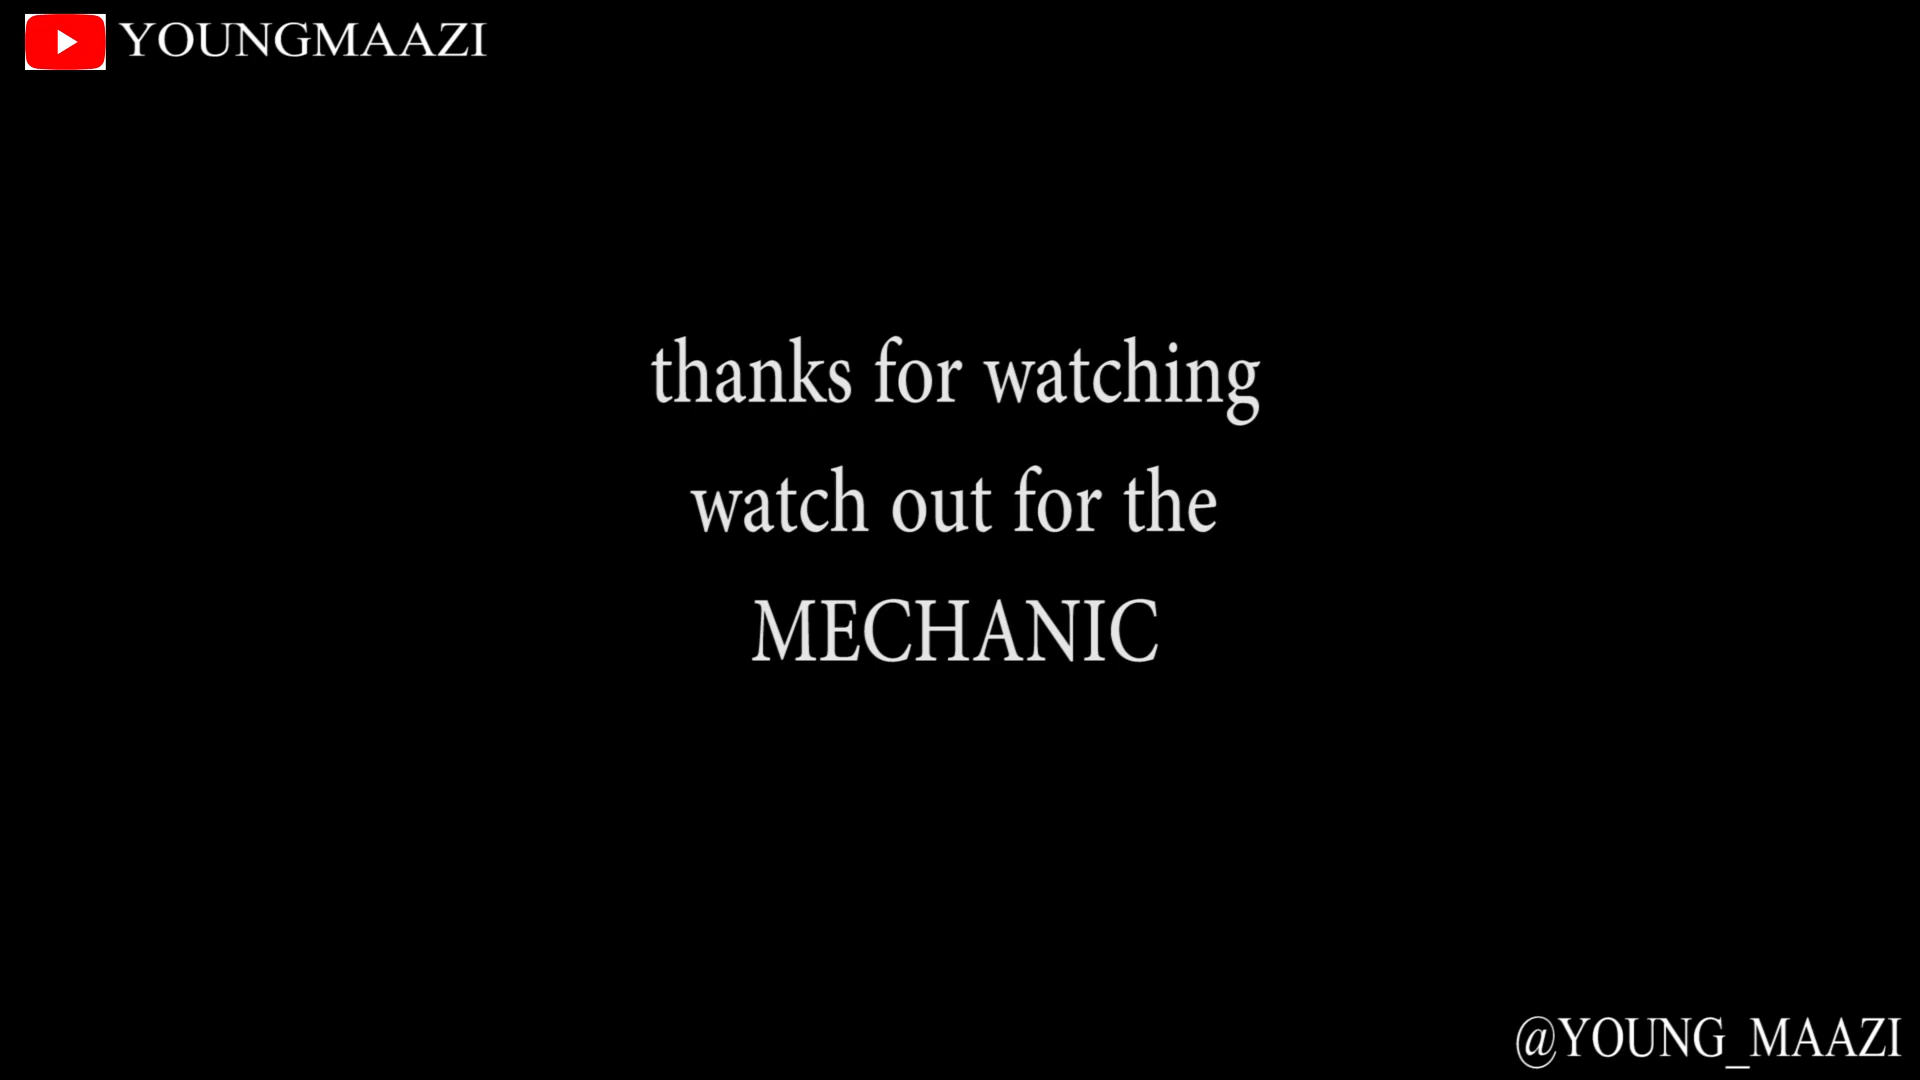 YOUNGMAAZI
thanks for watching
watch out for the
MECHANIC
@YOUNG_MAAZI